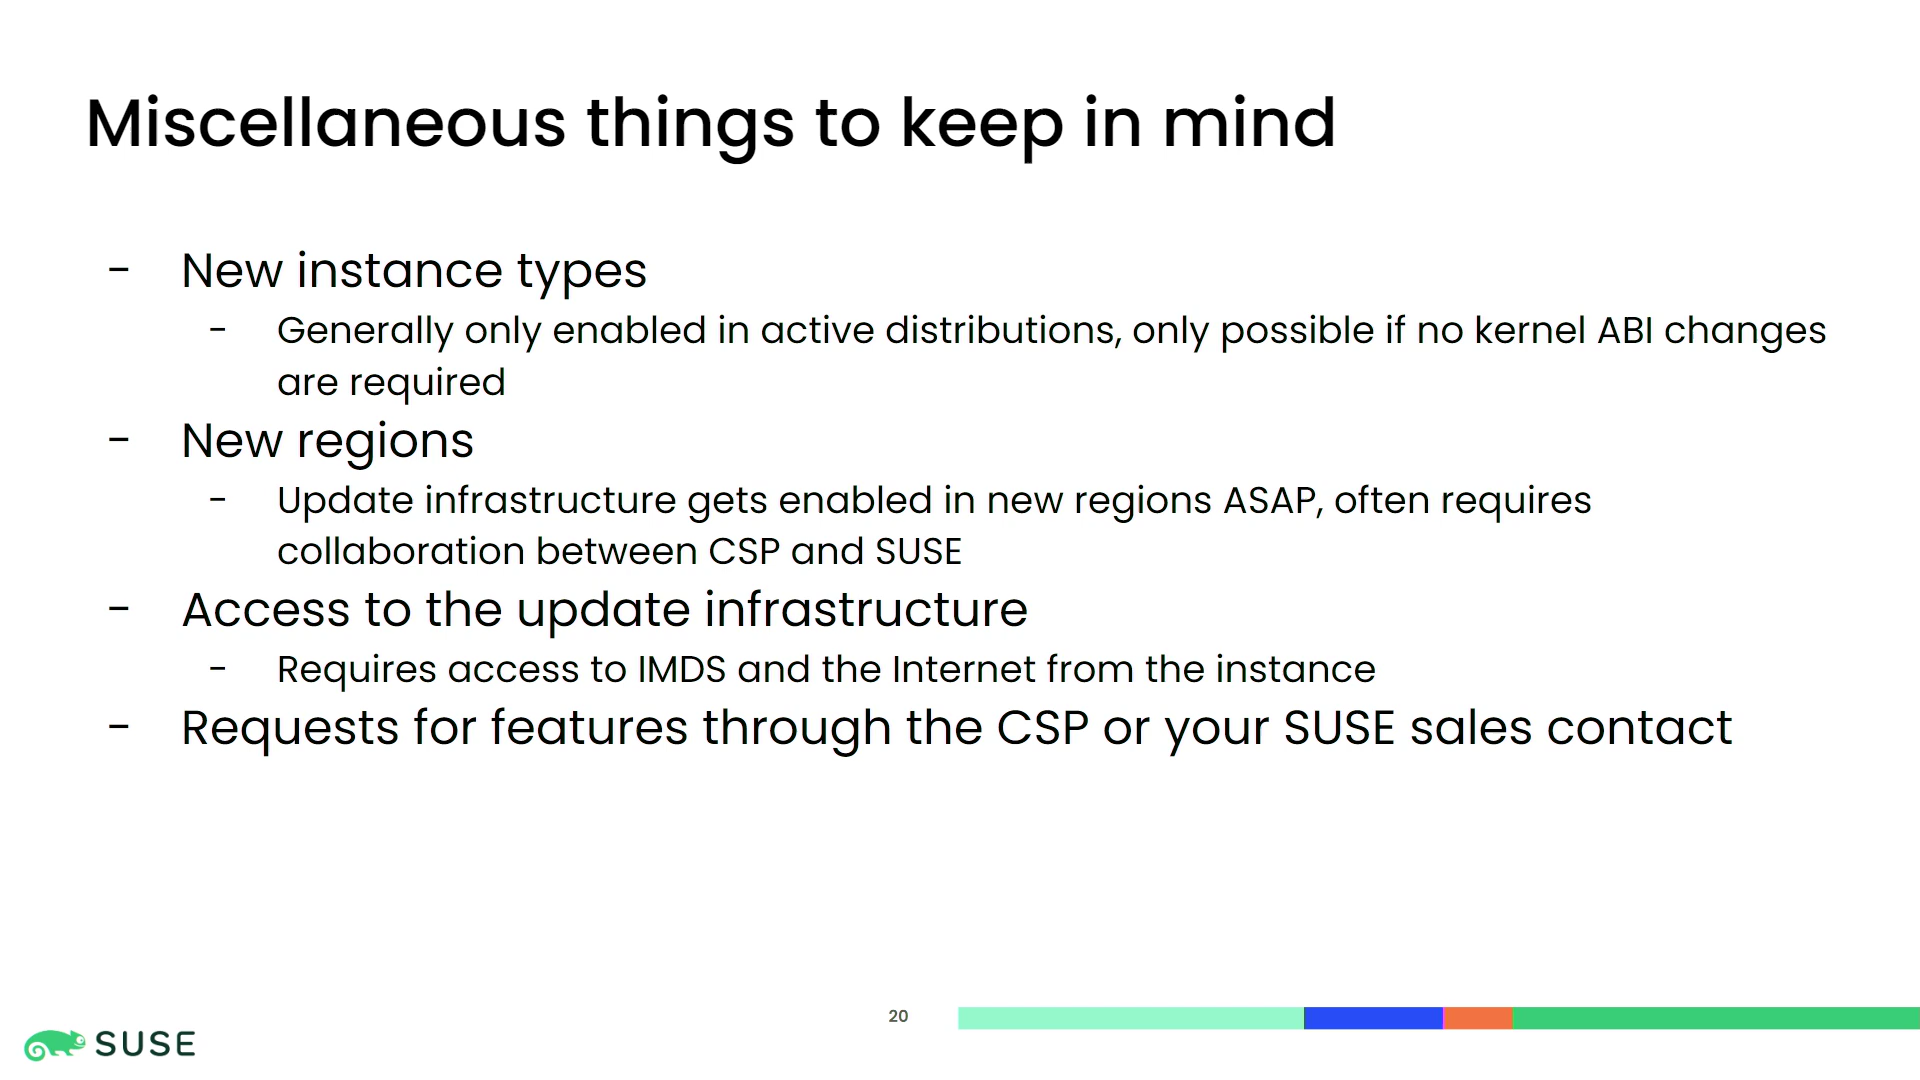 Miscellaneous things to keep in mind
- New instance types
- Generally only enabled in active distributions, only possible if no kernel ABI changes
are required
- New regions
- Update infrastructure gets enabled in new regions ASAP, often requires
collaboration between CSP and SUSE
- Access to the update infrastructure
- Requires access to IMDS and the Internet from the instance
- Requests for features through the CSP or your SUSE sales contact
20
SUSE